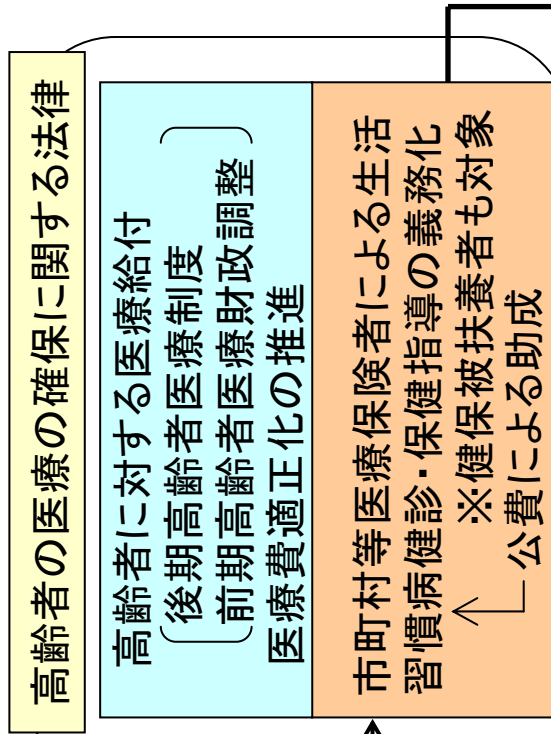 高齢者の医療の確保に関する法律
高齢者に対する医療給付
後期高齢者医療制度
前期高齢者医療財政調整
医療費適正化の推進
市町村等医療保険者による生活
習慣病健診・保健指導の義務化
※健保被扶養者も対象
公費による助成